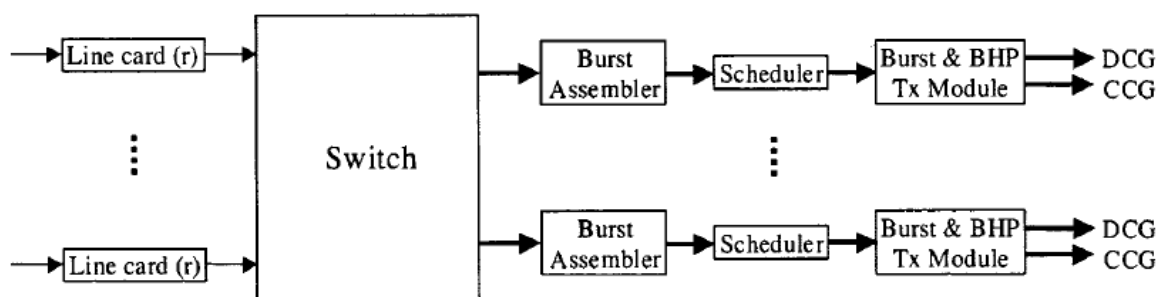 Line card (r)
Burst
Assembler
Scheduler
Burst & BHP
Tx Module
DCG
CCG
Switch
Line card (r)
Burst
Assembler
Scheduler
Burst & BHP
Tx Module
DCG
CCG